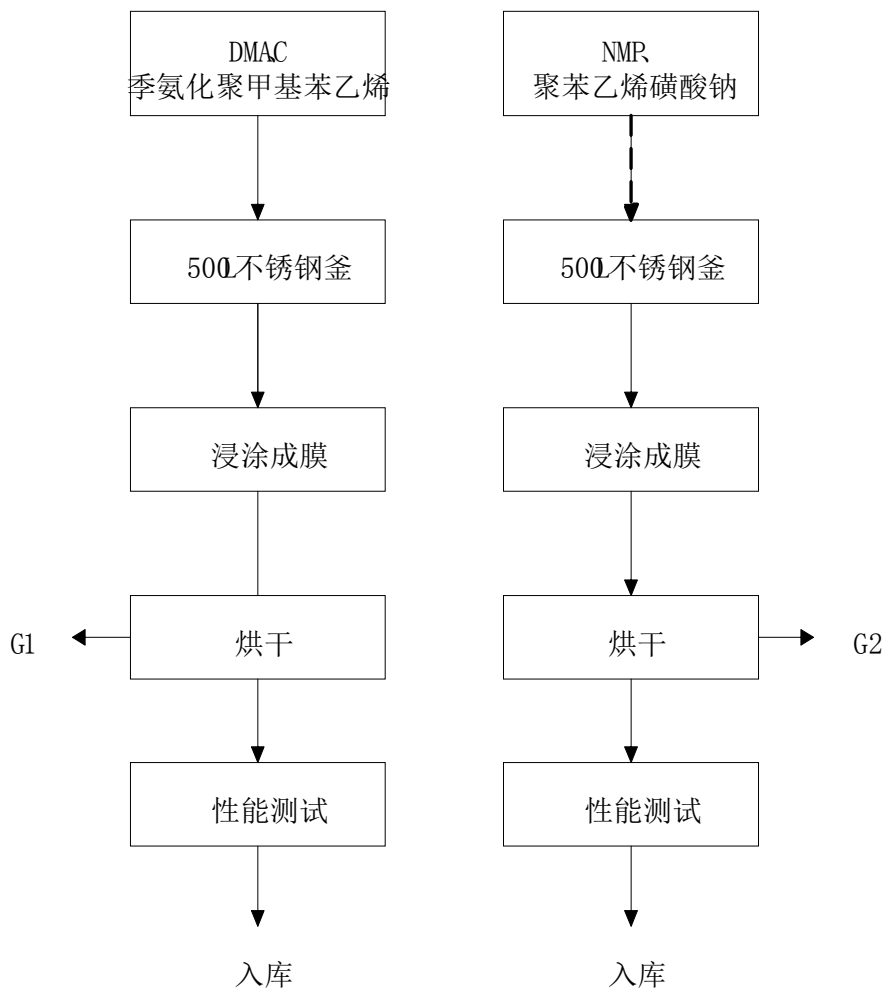 DMAC、
季氨化聚甲基苯乙烯
NMP、
聚苯乙烯磺酸钠
500L不锈钢釜
500L不锈钢釜
浸涂成膜
浸涂成膜
G1
烘干
烘干
G2
性能测试
性能测试
入库
入库